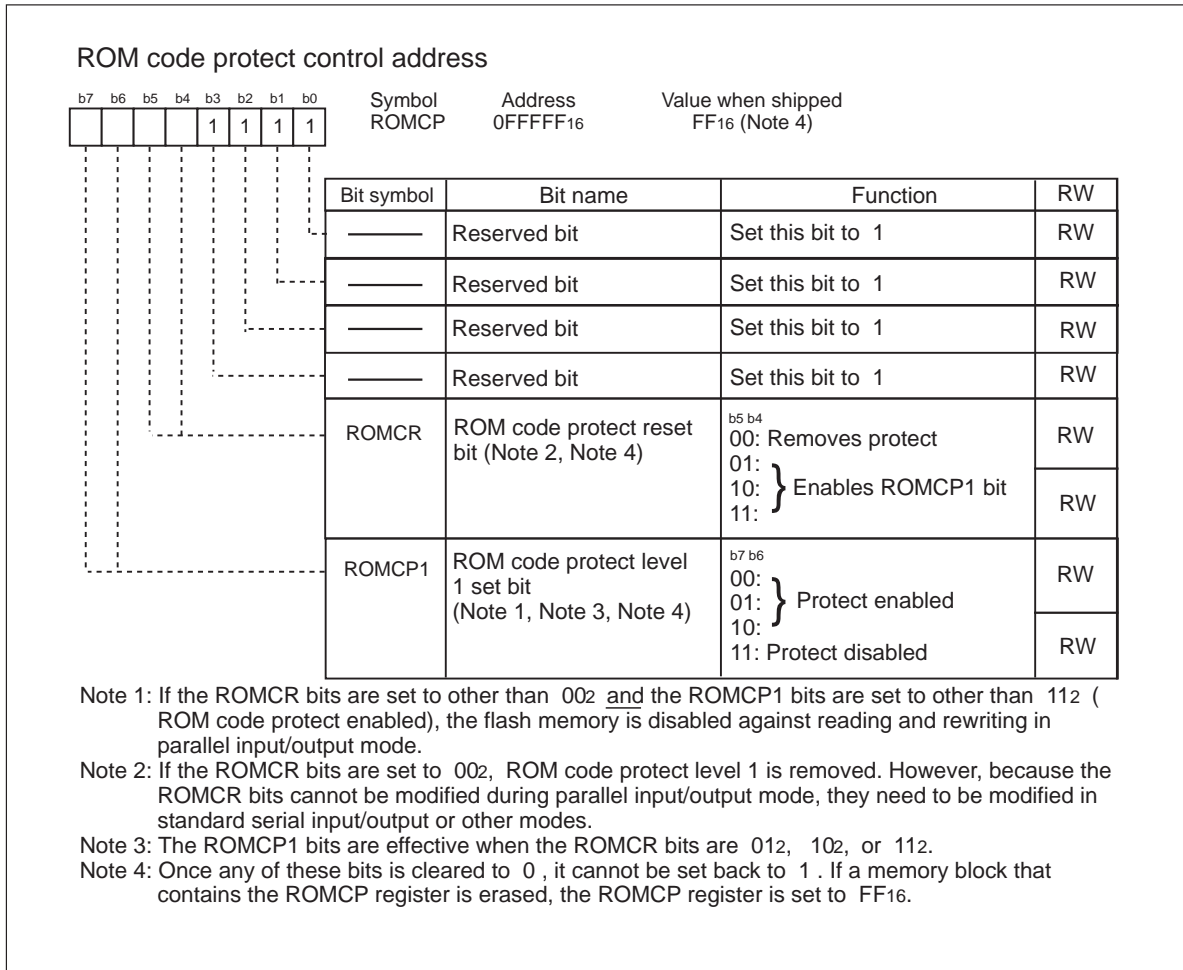 ROM code protect control address
b7 b6 b5 b4 b3 b2 b1 b0
1 1 1 1
Symbol Address Value when shipped
ROMCP 0FFFFF16 FF16 (Note 4)
Bit symbol Bit name Function RW
Reserved bit Set this bit to 1 RW
Reserved bit Set this bit to 1 RW
Reserved bit Set this bit to 1 RW
Reserved bit Set this bit to 1 RW
ROMCR ROM code protect reset
bit (Note 2, Note 4)
b5 b4
00: Removes protect
01:
10: } Enables ROMCP1 bit
11:
RW
RW
ROMCP1 ROM code protect level
1 set bit
(Note 1, Note 3, Note 4)
b7 b6
00:
01: } Protect enabled
10:
11: Protect disabled
RW
RW
Note 1: If the ROMCR bits are set to other than 002 and the ROMCP1 bits are set to other than 112 (
ROM code protect enabled), the flash memory is disabled against reading and rewriting in
parallel input/output mode.
Note 2: If the ROMCR bits are set to 002, ROM code protect level 1 is removed. However, because the
ROMCR bits cannot be modified during parallel input/output mode, they need to be modified in
standard serial input/output or other modes.
Note 3: The ROMCP1 bits are effective when the ROMCR bits are 012, 102, or 112.
Note 4: Once any of these bits is cleared to 0 , it cannot be set back to 1 . If a memory block that
contains the ROMCP register is erased, the ROMCP register is set to FF16.